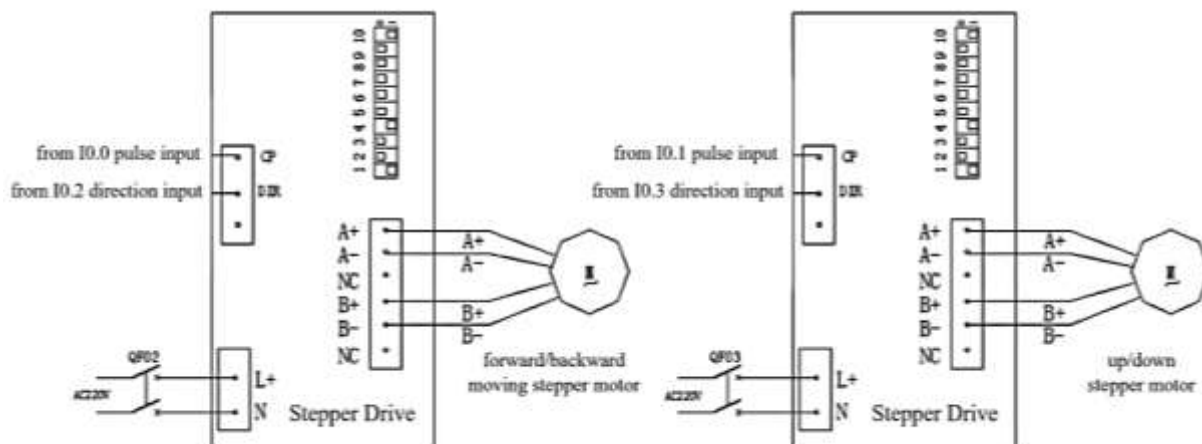 + -
10
9
8
7
6
5
4
3
2
1
from I0.0 pulse input
CP
from I0.2 direction input
DIR
A+
A-
NC
B+
B-
NC
A+
A-
B+
B-
M
forward/backward
moving stepper motor
QF02
AC220V
L+
N
Stepper Drive
+ -
10
9
8
7
6
5
4
3
2
1
from I0.1 pulse input
CP
from I0.3 direction input
DIR
A+
A-
NC
B+
B-
NC
A+
A-
B+
B-
M
up/down
stepper motor
QF03
AC220V
L+
N
Stepper Drive